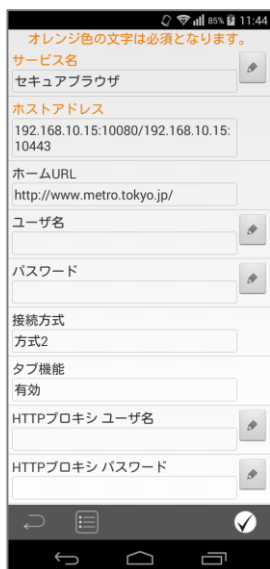 85% 11:44
オレンジ色の文字は必須となります。
サービス名
セキュアブラウザ
ホストアドレス
192.168.10.15:10080/192.168.10.15:
10443
ホームURL
http://www.metro.tokyo.jp/
ユーザ名
パスワード
接続方式
方式2
タブ機能
有効
HTTPプロキシ ユーザ名
HTTPプロキシ パスワード